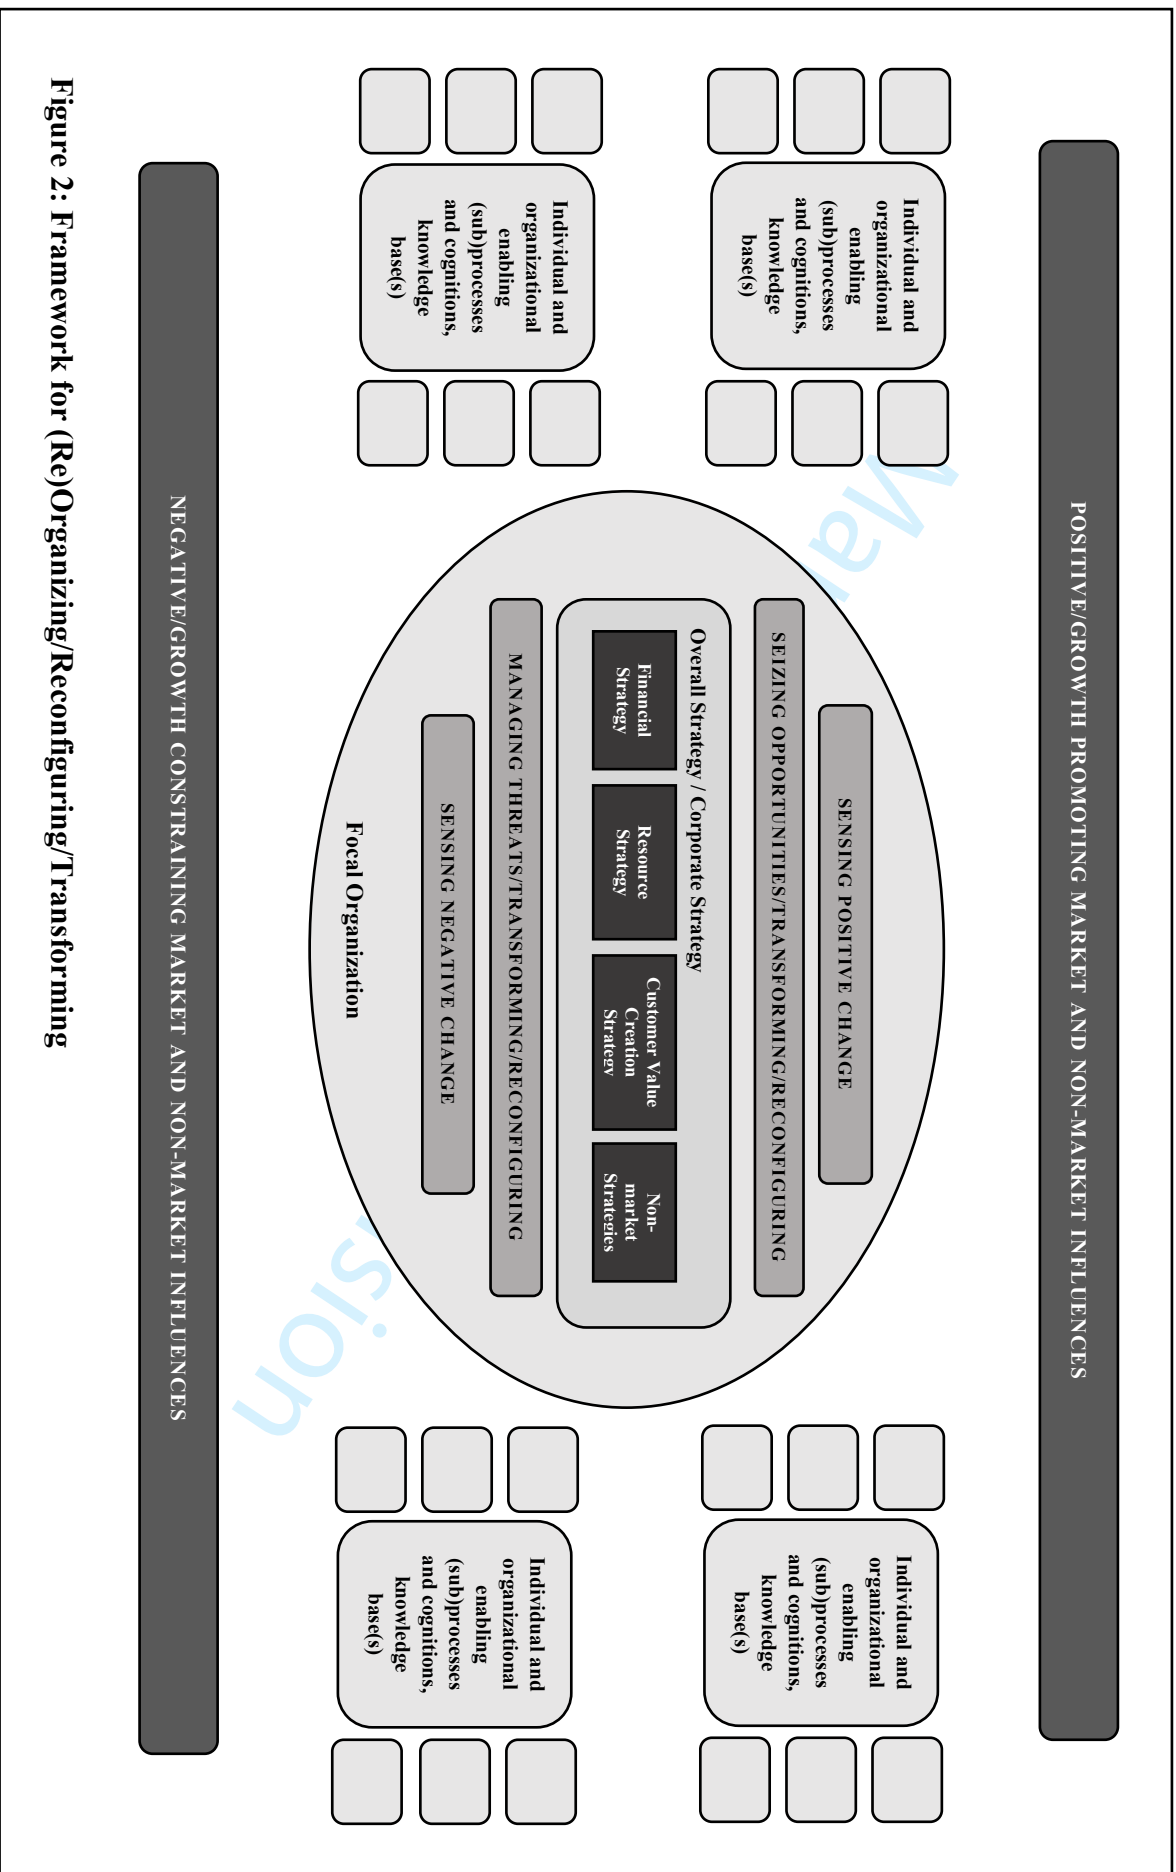 POSITIVE/GROWTH PROMOTING MARKET AND NON-MARKET INFLUENCES
Individual and
organizational
enabling
(sub)processes
and cognitions,
knowledge
base(s)
SENSING POSITIVE CHANGE
SEIZING OPPORTUNITIES/TRANSFORMING/RECONFIGURING
Overall Strategy / Corporate Strategy
Financial
Strategy
Resource
Strategy
Customer Value
Creation
Strategy
Non-
market
Strategies
MANAGING THREATS/TRANSFORMING/RECONFIGURING
SENSING NEGATIVE CHANGE
Focal Organization
Individual and
organizational
enabling
(sub)processes
and cognitions,
knowledge
base(s)
Individual and
organizational
enabling
(sub)processes
and cognitions,
knowledge
base(s)
Individual and
organizational
enabling
(sub)processes
and cognitions,
knowledge
base(s)
NEGATIVE/GROWTH CONSTRAINING MARKET AND NON-MARKET INFLUENCES
Figure 2: Framework for (Re)Organizing/Reconfiguring/Transforming